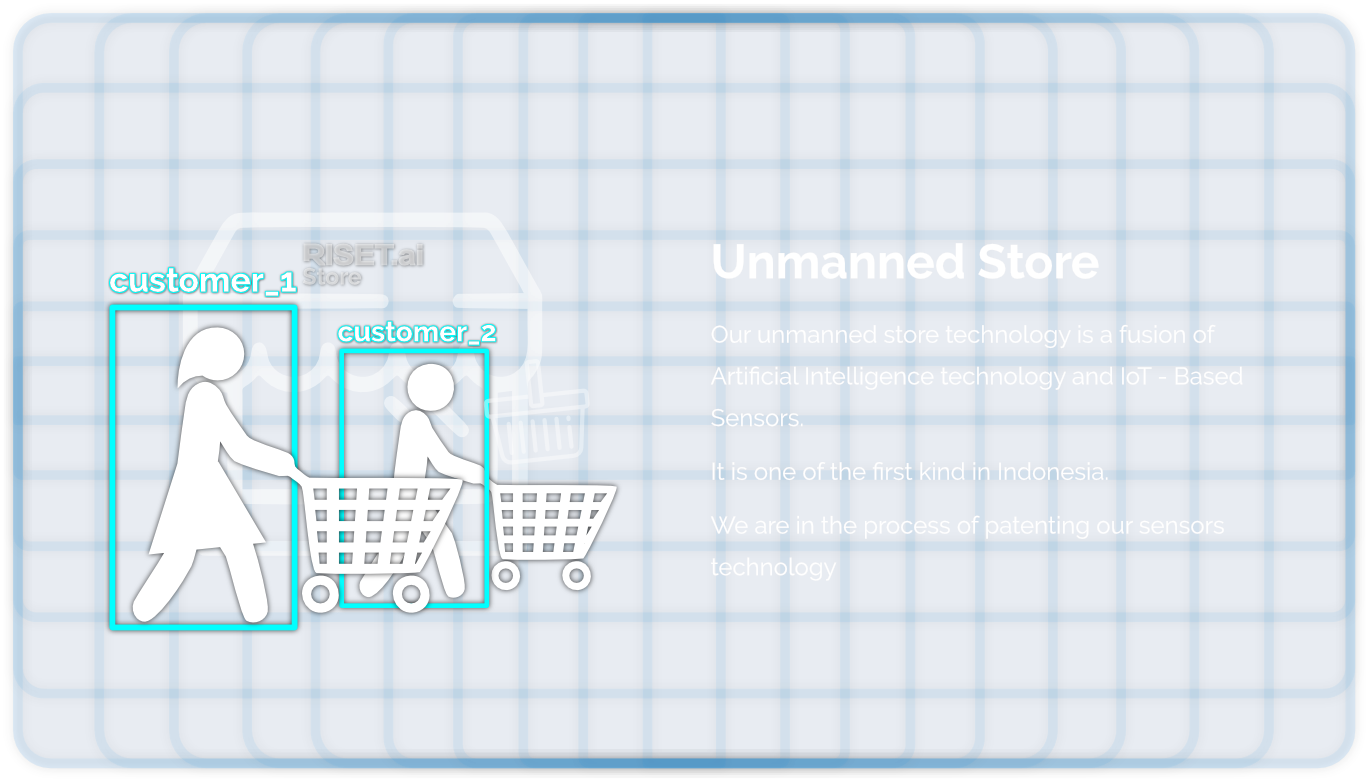 RISET.ai
Store
customer_1
customer_2
Unmanned Store
Our unmanned store technology is a fusion of
Artificial Intelligence technology and IoT - Based
Sensors.
It is one of the first kind in Indonesia.
We are in the process of patenting our sensors
technology